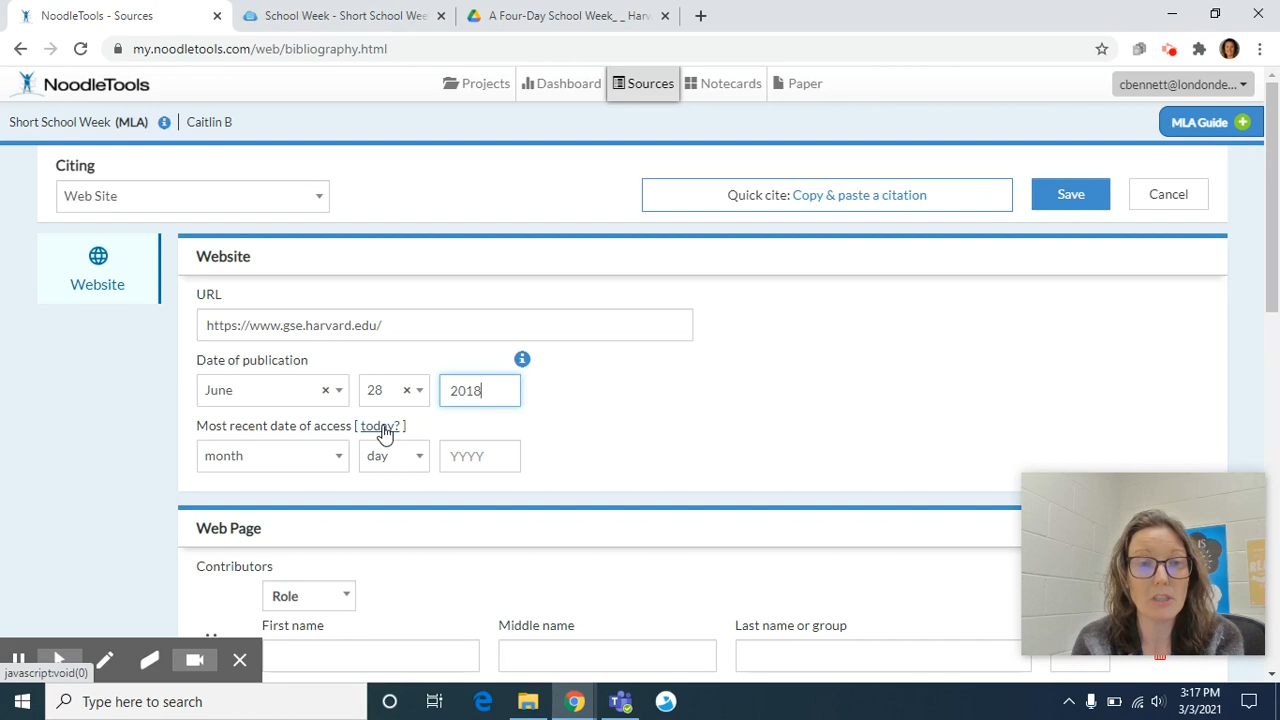 NoodleTools - Sources
School Week - Short School Wee
A Four-Day School Week_ _ Harv
my.noodletools.com/web/bibliography.html
NoodleTools
Projects
Dashboard
Sources
Notecards
Paper
cbennett@londonde...
Short School Week (MLA)
Caitlin B
MLA Guide
Citing
Web Site
Quick cite: Copy & paste a citation
Save
Cancel
Website
Website
URL
https://www.gse.harvard.edu/
Date of publication
June
28
2018
Most recent date of access [ today? ]
month
day
YYYY
Web Page
Contributors
Role
First name
Middle name
Last name or group
IS
javascript:void(0)
Type here to search
3:17 PM
3/3/2021